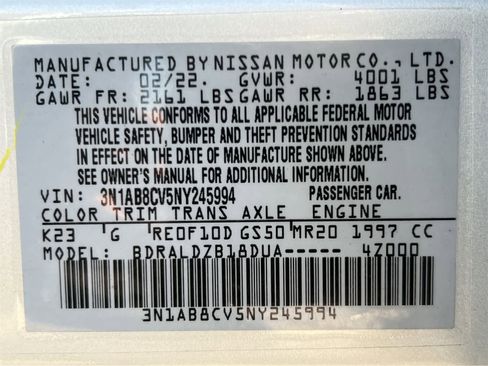 MANUFACTURED BY NISSAN MOTOR CO., LTD.
DATE: 02/22. GVWR: 4001 LBS
GAWR FR: 2161 LBS GAWR RR: 1863 LBS
THIS VEHICLE CONFORMS TO ALL APPLICABLE FEDERAL MOTOR
VEHICLE SAFETY, BUMPER AND THEFT PREVENTION STANDARDS
IN EFFECT ON THE DATE OF MANUFACTURE SHOWN ABOVE.
SEE OWNER'S MANUAL FOR ADDITIONAL INFORMATION.
VIN: 3N1AB8CV5NY245994 PASSENGER CAR.
COLOR TRIM TRANS AXLE ENGINE
K23 G RE0F10D GS50 MR20 1997 CC
MODEL: BDRALDZB18DUA----- 4Z000
3N1AB8CV5NY245994